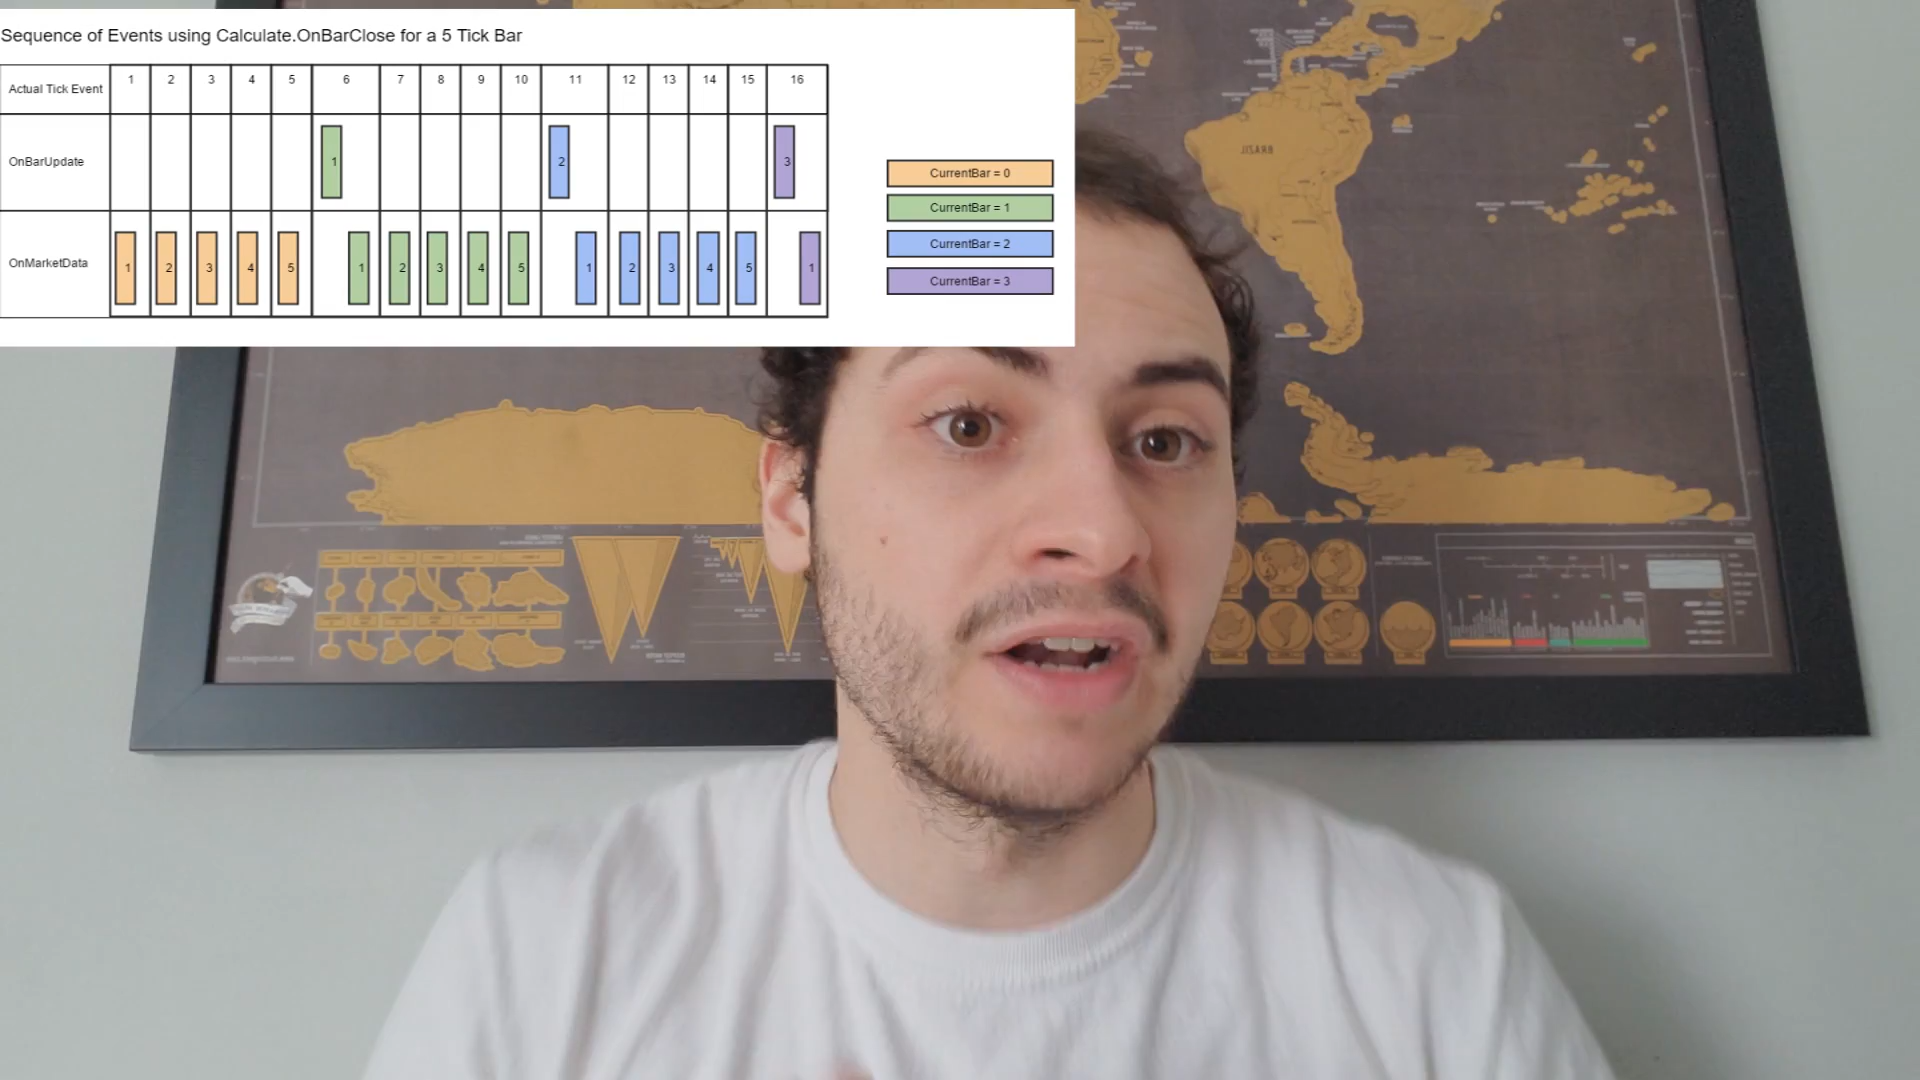 Sequence of Events using Calculate.OnBarClose for a 5 Tick Bar
Actual Tick Event 1 2 3 4 5 6 7 8 9 10 11 12 13 14 15 16
OnBarUpdate 1 2 3
OnMarketData 1 2 3 4 5 1 2 3 4 5 1 2 3 4 5 1
CurrentBar = 0
CurrentBar = 1
CurrentBar = 2
CurrentBar = 3
BRAZIL